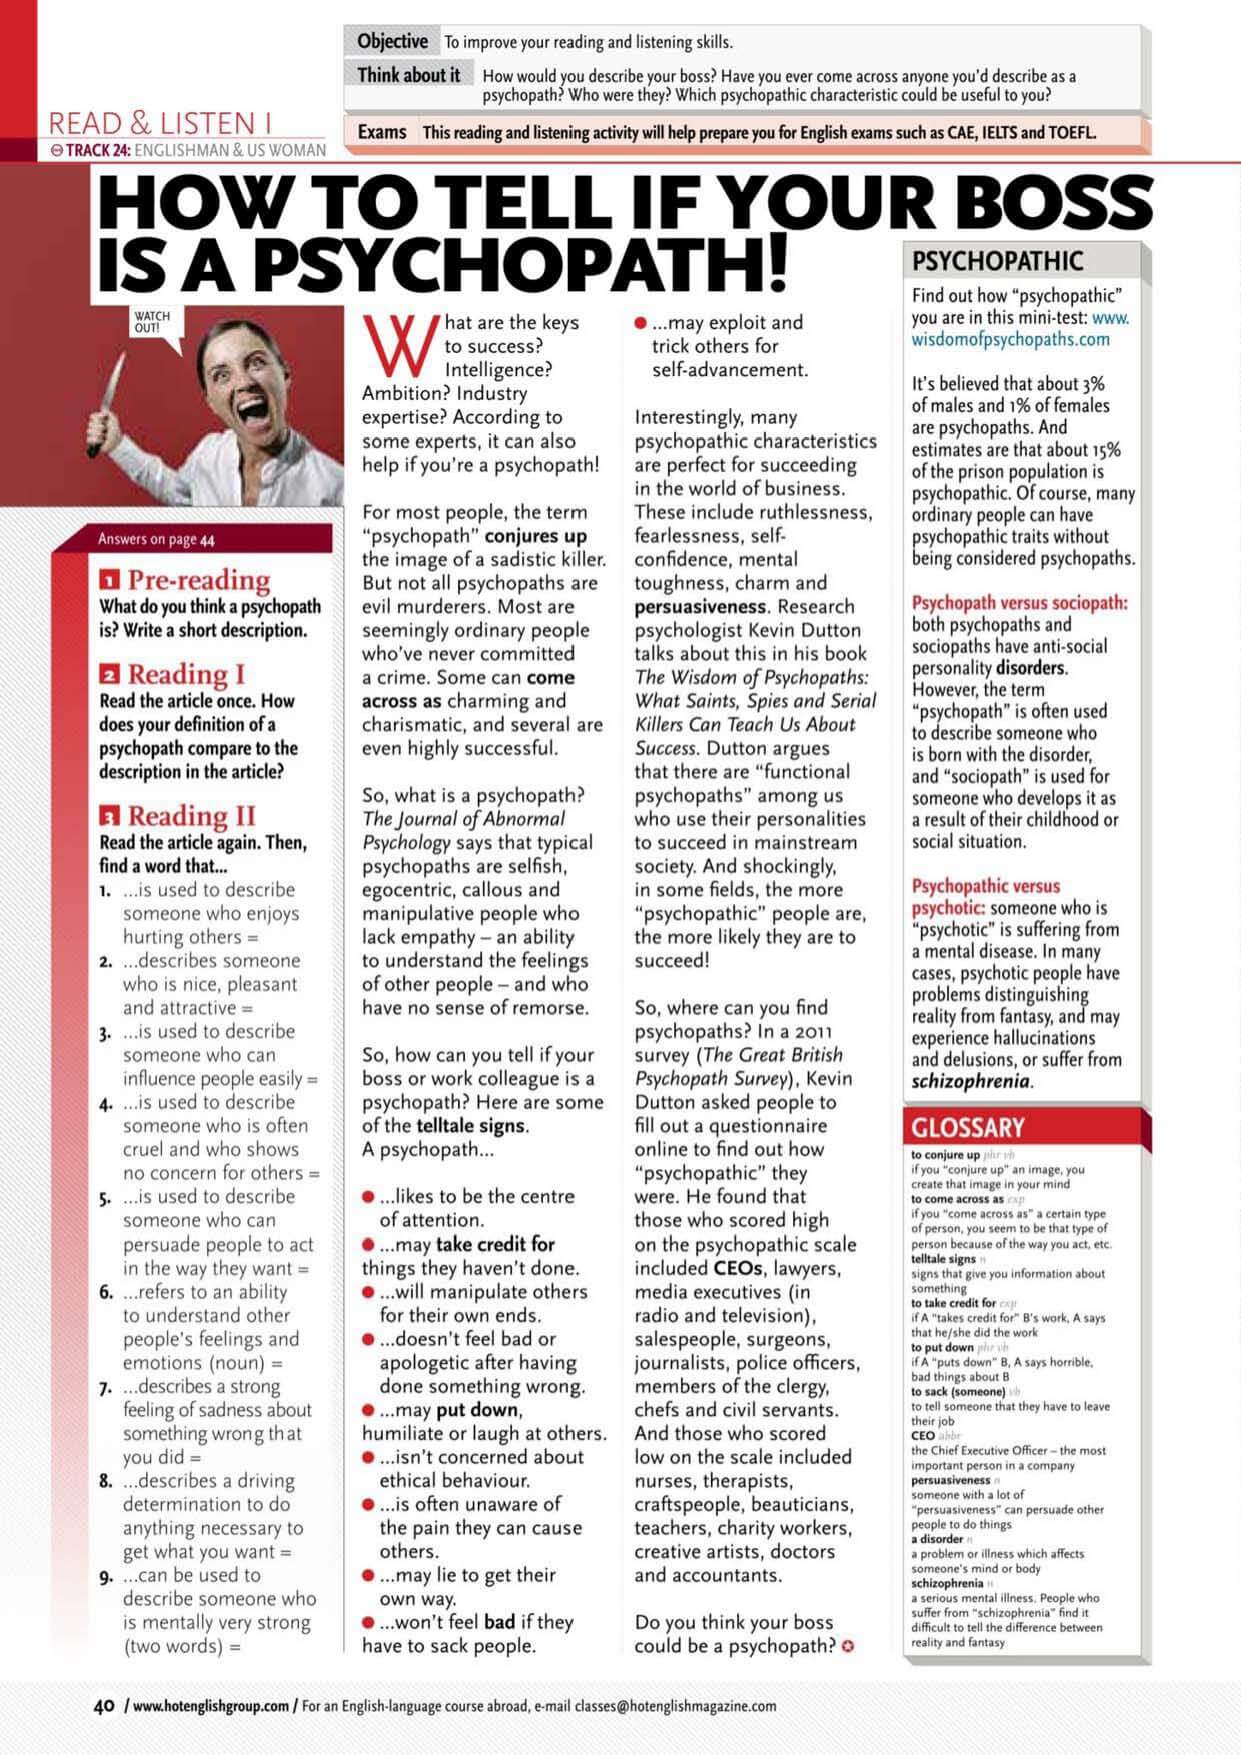 Objective To improve your reading and listening skills.
Think about it How would you describe your boss? Have you ever come across anyone you'd describe as a
psychopath? Who were they? Which psychopathic characteristic could be useful to you?
READ & LISTEN I
TRACK 24: ENGLISHMAN & US WOMAN
Exams This reading and listening activity will help prepare you for English exams such as CAE, IELTS and TOEFL.
HOW TO TELL IF YOUR BOSS
IS A PSYCHOPATH!
WATCH
OUT!
Answers on page 44
1 Pre-reading
What do you think a psychopath
is? Write a short description.
2 Reading I
Read the article once. How
does your definition of a
psychopath compare to the
description in the article?
3 Reading II
Read the article again. Then,
find a word that...
1. ...is used to describe
someone who enjoys
hurting others =
2. ...describes someone
who is nice, pleasant
and attractive =
3. ...is used to describe
someone who can
influence people easily =
4. ...is used to describe
someone who is often
cruel and who shows
no concern for others =
5. ...is used to describe
someone who can
persuade people to act
in the way they want =
6. ...refers to an ability
to understand other
people's feelings and
emotions (noun) =
7. ...describes a strong
feeling of sadness about
something wrong that
you did =
8. ...describes a driving
determination to do
anything necessary to
get what you want =
9. ...can be used to
describe someone who
is mentally very strong
(two words) =
What are the keys
to success?
Intelligence?
Ambition? Industry
expertise? According to
some experts, it can also
help if you're a psychopath!
For most people, the term
"psychopath" conjures up
the image of a sadistic killer.
But not all psychopaths are
evil murderers. Most are
seemingly ordinary people
who've never committed
a crime. Some can come
across as charming and
charismatic, and several are
even highly successful.
So, what is a psychopath?
The Journal of Abnormal
Psychology says that typical
psychopaths are selfish,
egocentric, callous and
manipulative people who
lack empathy – an ability
to understand the feelings
of other people – and who
have no sense of remorse.
So, how can you tell if your
boss or work colleague is a
psychopath? Here are some
of the telltale signs.
A psychopath...
● ...likes to be the centre
of attention.
● ...may take credit for
things they haven't done.
● ...will manipulate others
for their own ends.
● ...doesn't feel bad or
apologetic after having
done something wrong.
● ...may put down,
humiliate or laugh at others.
● ...isn't concerned about
ethical behaviour.
● ...is often unaware of
the pain they can cause
others.
● ...may lie to get their
own way.
● ...won't feel bad if they
have to sack people.
● ...may exploit and
trick others for
self-advancement.
Interestingly, many
psychopathic characteristics
are perfect for succeeding
in the world of business.
These include ruthlessness,
fearlessness, self-
confidence, mental
toughness, charm and
persuasiveness. Research
psychologist Kevin Dutton
talks about this in his book
The Wisdom of Psychopaths:
What Saints, Spies and Serial
Killers Can Teach Us About
Success. Dutton argues
that there are "functional
psychopaths" among us
who use their personalities
to succeed in mainstream
society. And shockingly,
in some fields, the more
"psychopathic" people are,
the more likely they are to
succeed!
So, where can you find
psychopaths? In a 2011
survey (The Great British
Psychopath Survey), Kevin
Dutton asked people to
fill out a questionnaire
online to find out how
"psychopathic" they
were. He found that
those who scored high
on the psychopathic scale
included CEOs, lawyers,
media executives (in
radio and television),
salespeople, surgeons,
journalists, police officers,
members of the clergy,
chefs and civil servants.
And those who scored
low on the scale included
nurses, therapists,
craftspeople, beauticians,
teachers, charity workers,
creative artists, doctors
and accountants.
Do you think your boss
could be a psychopath?
PSYCHOPATHIC
Find out how "psychopathic"
you are in this mini-test: www.
wisdomofpsychopaths.com
It's believed that about 3%
of males and 1% of females
are psychopaths. And
estimates are that about 15%
of the prison population is
psychopathic. Of course, many
ordinary people can have
psychopathic traits without
being considered psychopaths.
Psychopath versus sociopath:
both psychopaths and
sociopaths have anti-social
personality disorders.
However, the term
"psychopath" is often used
to describe someone who
is born with the disorder,
and "sociopath" is used for
someone who develops it as
a result of their childhood or
social situation.
Psychopathic versus
psychotic: someone who is
"psychotic" is suffering from
a mental disease. In many
cases, psychotic people have
problems distinguishing
reality from fantasy, and may
experience hallucinations
and delusions, or suffer from
schizophrenia.
GLOSSARY
to conjure up phr vb
if you "conjure up" an image, you
create that image in your mind
to come across as exp
if you "come across as" a certain type
of person, you seem to be that type of
person because of the way you act, etc.
telltale signs n
signs that give you information about
something
to take credit for exp
if A "takes credit for" B's work, A says
that he/she did the work
to put down phr vb
if A "puts down" B, A says horrible,
bad things about B
to sack (someone) vb
to tell someone that they have to leave
their job
CEO abbr
the Chief Executive Officer – the most
important person in a company
persuasiveness n
someone with a lot of
"persuasiveness" can persuade other
people to do things
a disorder n
a problem or illness which affects
someone's mind or body
schizophrenia n
a serious mental illness. People who
suffer from "schizophrenia" find it
difficult to tell the difference between
reality and fantasy
40 / www.hotenglishgroup.com / For an English-language course abroad, e-mail classes@hotenglishmagazine.com